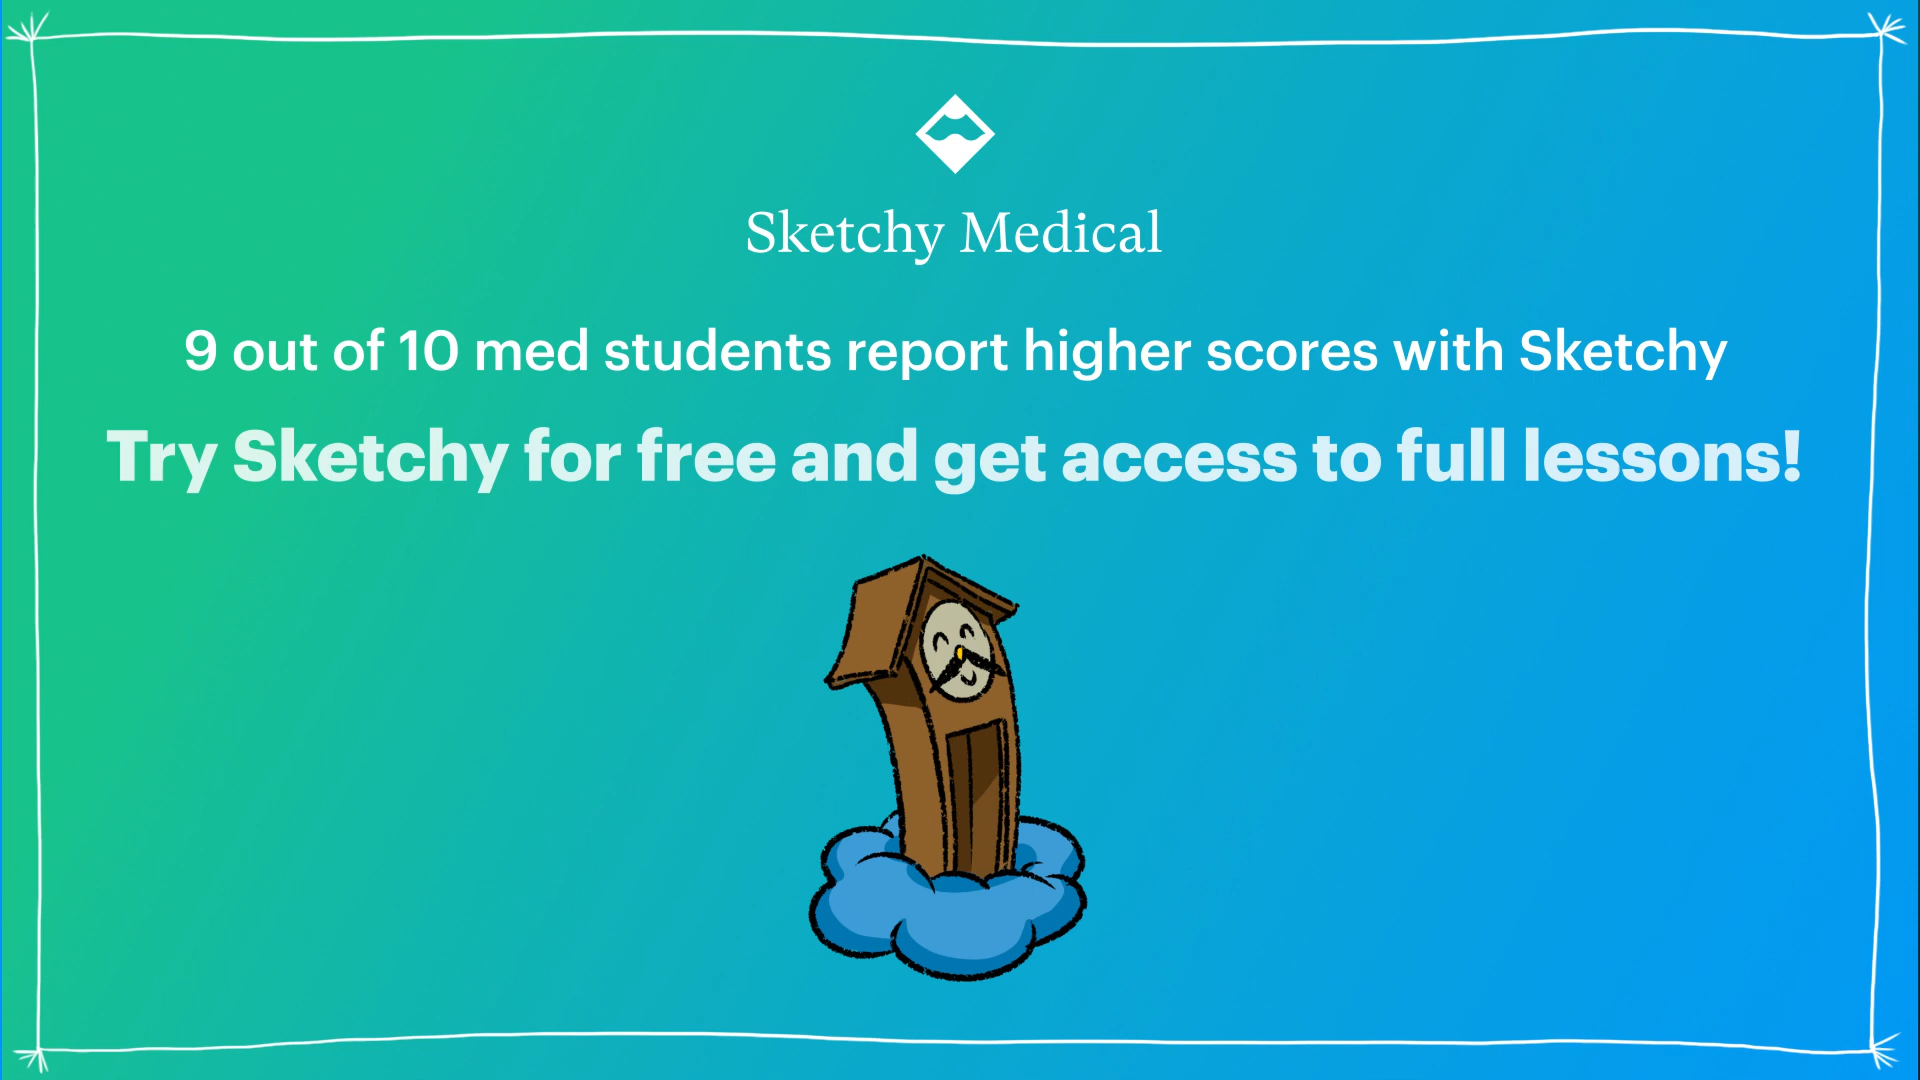 Sketchy Medical
9 out of 10 med students report higher scores with Sketchy
Try Sketchy for free and get access to full lessons!